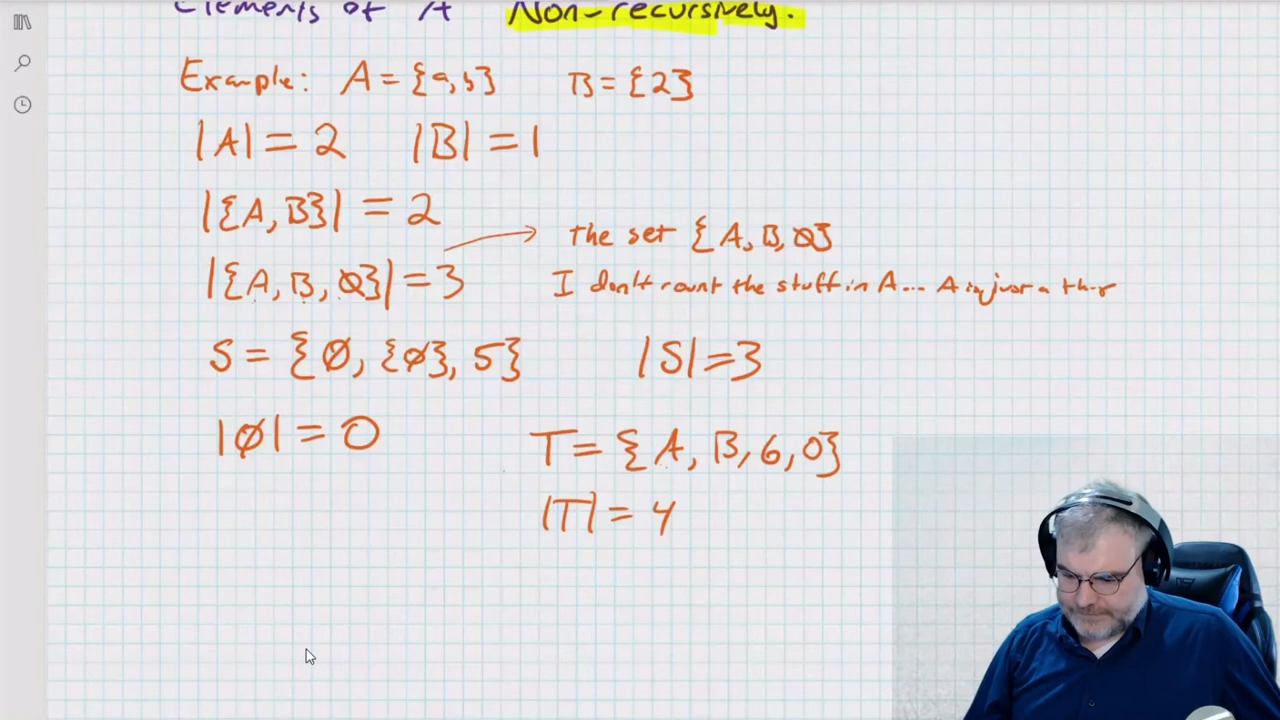 Elements of A Non-recursively.
Example: A = {a, b} B = {2}
|A| = 2 |B| = 1
|{A, B}| = 2
the set {A, B, Ø}
|{A, B, Ø}| = 3
I don't count the stuff in A... A is just a thing
S = {Ø, {Ø}, 5} |S| = 3
|Ø| = 0
T = {A, B, 6, 0}
|T| = 4